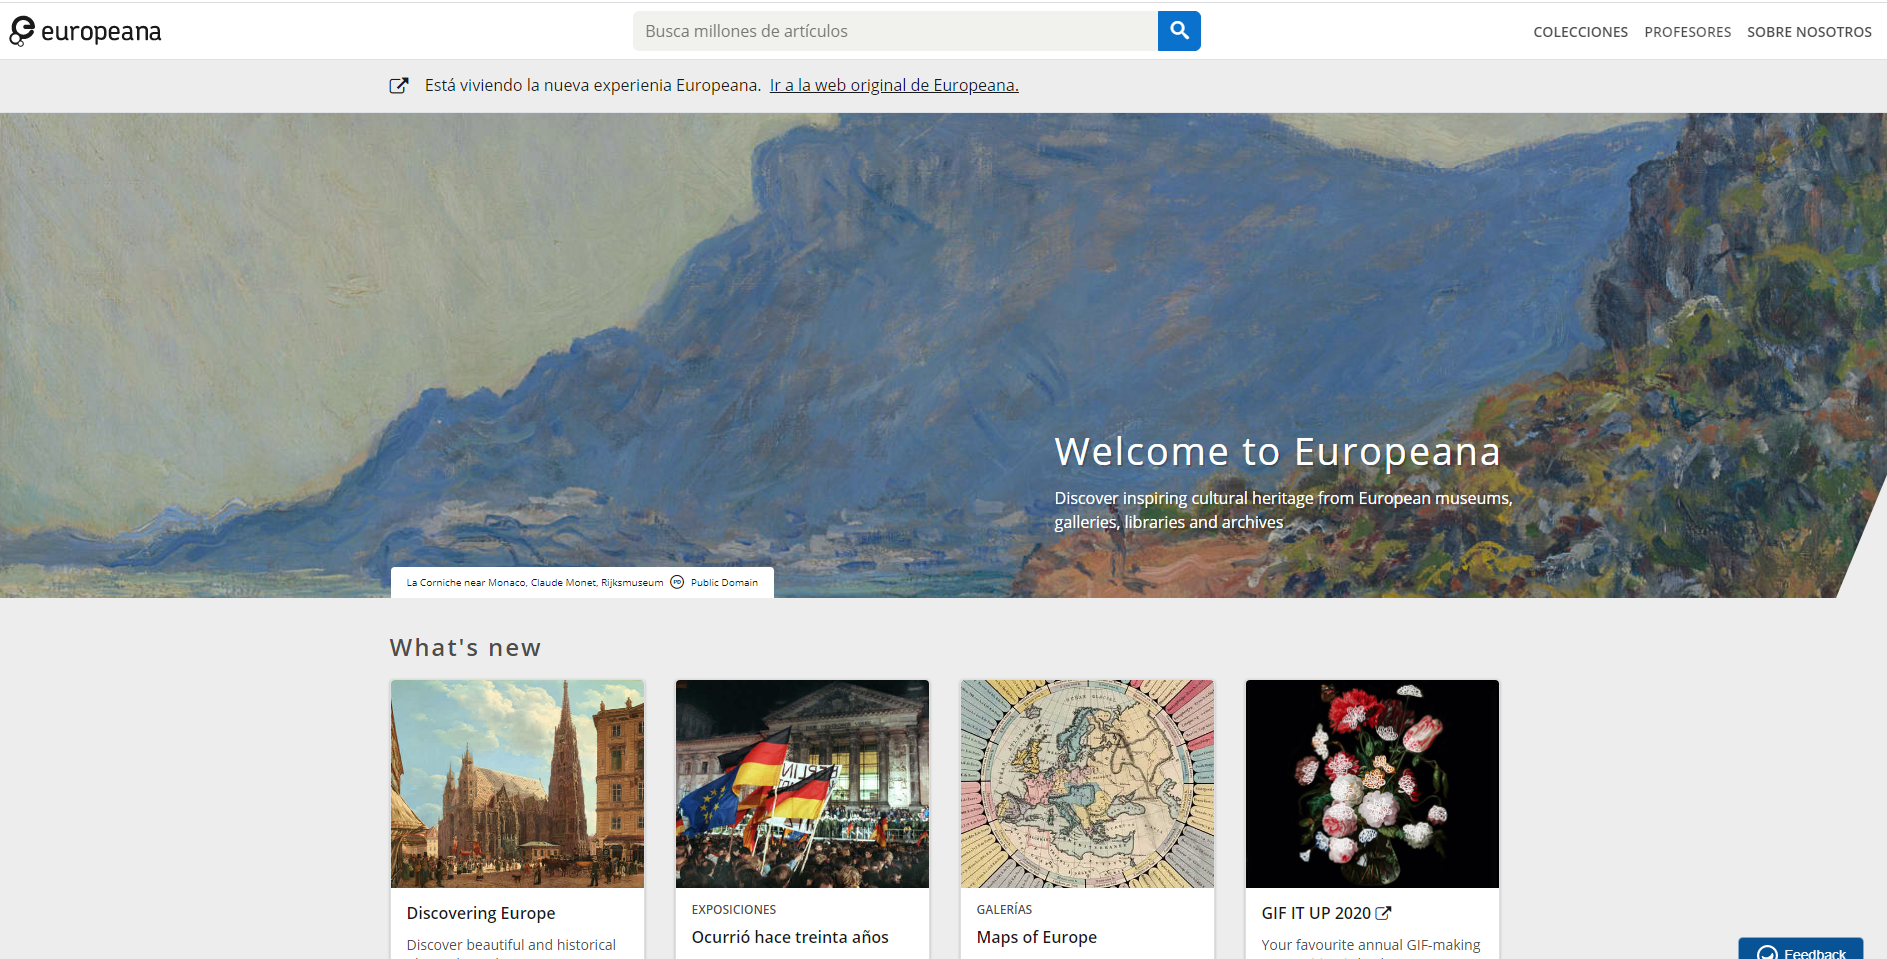 europeana
Busca millones de artículos
COLECCIONES
PROFESORES
SOBRE NOSOTROS
Está viviendo la nueva experienia Europeana. Ir a la web original de Europeana.
Welcome to Europeana
Discover inspiring cultural heritage from European museums,
galleries, libraries and archives
La Corniche near Monaco, Claude Monet, Rijksmuseum PD Public Domain
What's new
BERLIN
Discovering Europe
Discover beautiful and historical
EXPOSICIONES
Ocurrió hace treinta años
GALERÍAS
Maps of Europe
GIF IT UP 2020
Your favourite annual GIF-making
Feedback